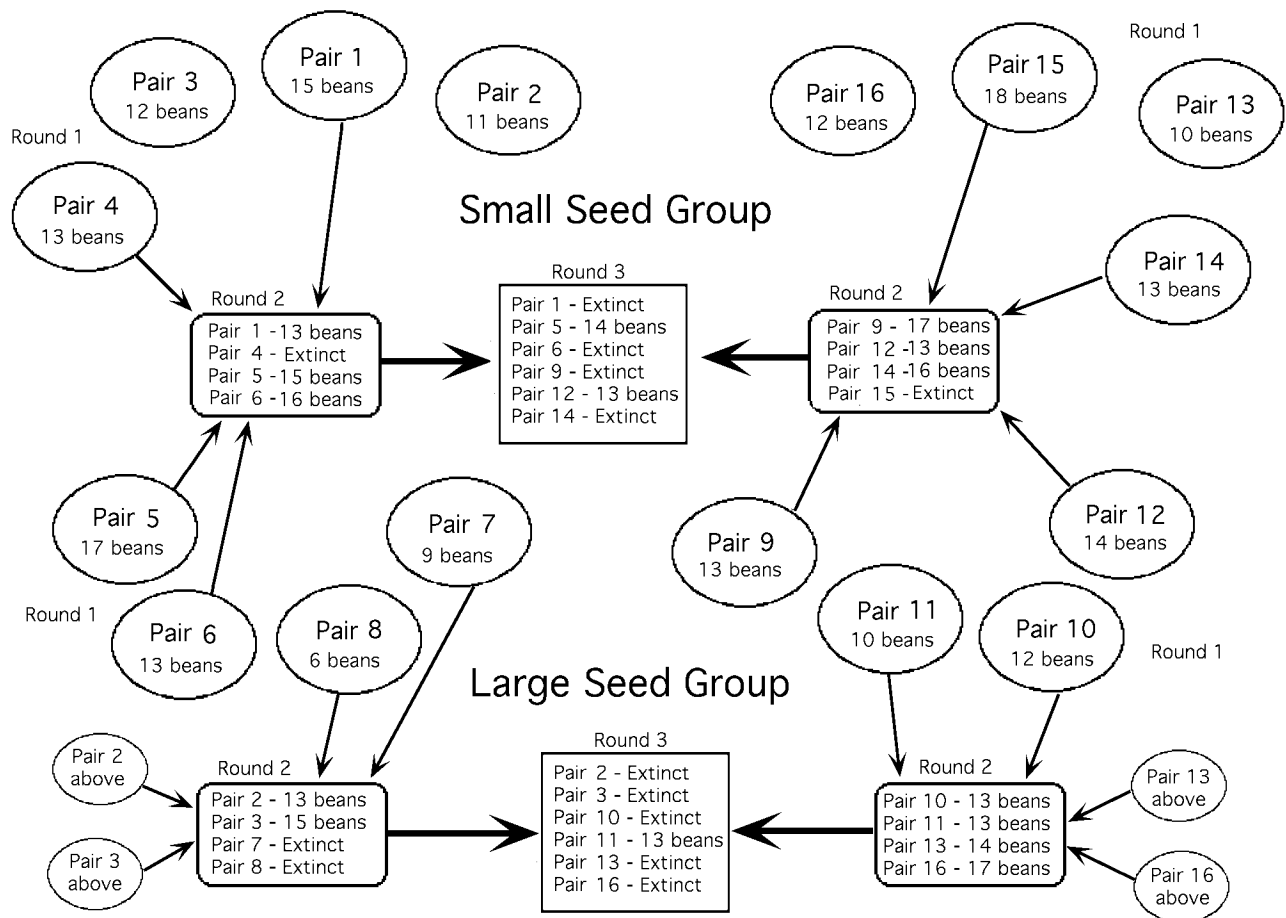 Pair 3
12 beans
Pair 1
15 beans
Pair 2
11 beans
Pair 16
12 beans
Pair 15
18 beans
Round 1
Pair 13
10 beans
Round 1
Pair 4
13 beans
Small Seed Group
Pair 14
13 beans
Round 2
Pair 1 -13 beans
Pair 4 - Extinct
Pair 5 -15 beans
Pair 6 -16 beans
Round 3
Pair 1 - Extinct
Pair 5 - 14 beans
Pair 6 - Extinct
Pair 9 - Extinct
Pair 12 - 13 beans
Pair 14 - Extinct
Round 2
Pair 9 - 17 beans
Pair 12 -13 beans
Pair 14 -16 beans
Pair 15 -Extinct
Pair 5
17 beans
Pair 7
9 beans
Pair 9
13 beans
Pair 12
14 beans
Round 1
Pair 6
13 beans
Pair 8
6 beans
Pair 11
10 beans
Pair 10
12 beans
Round 1
Large Seed Group
Pair 2
above
Pair 3
above
Round 2
Pair 2 - 13 beans
Pair 3 - 15 beans
Pair 7 - Extinct
Pair 8 - Extinct
Round 3
Pair 2 - Extinct
Pair 3 - Extinct
Pair 10 - Extinct
Pair 11 - 13 beans
Pair 13 - Extinct
Pair 16 - Extinct
Round 2
Pair 10 - 13 beans
Pair 11 - 13 beans
Pair 13 - 14 beans
Pair 16 - 17 beans
Pair 13
above
Pair 16
above